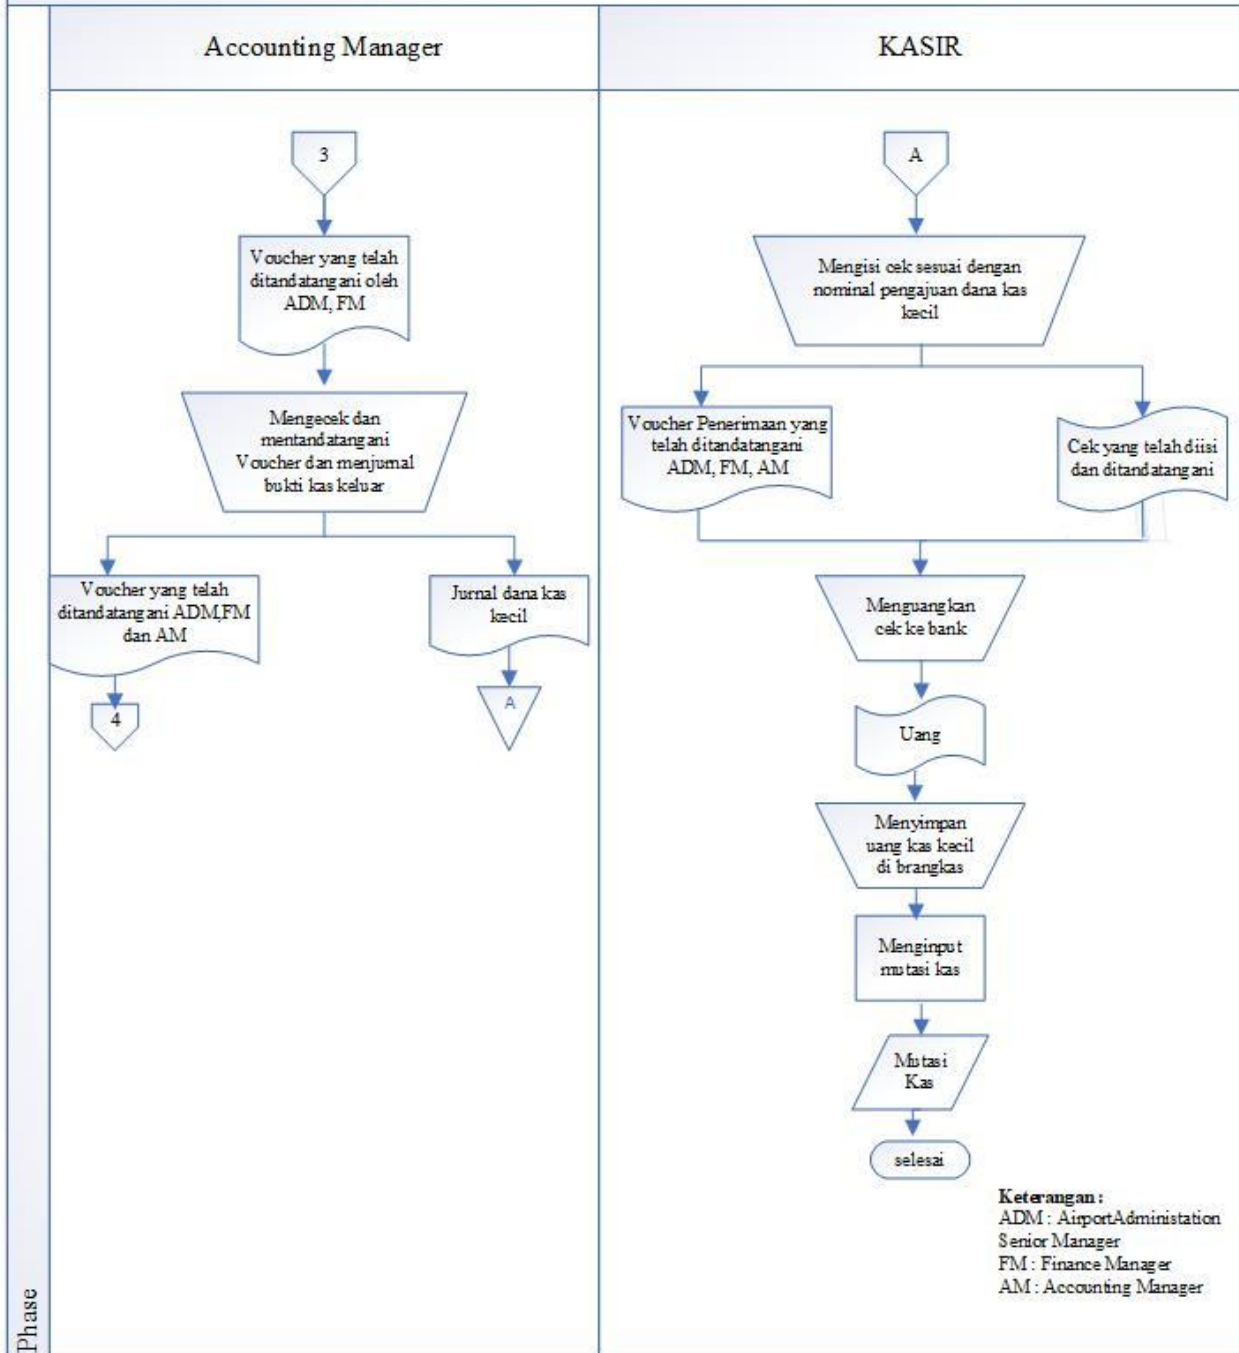 Accounting Manager
KASIR
3
Voucher yang telah
ditandatangani oleh
ADM, FM
Mengecek dan
mentandatangani
Voucher dan menjurnal
bukti kas keluar
Voucher yang telah
ditandatangani ADM,FM
dan AM
4
Jurnal dana kas
kecil
A
A
Mengisi cek sesuai dengan
nominal pengajuan dana kas
kecil
Voucher Penerimaan yang
telah ditandatangani
ADM, FM, AM
Cek yang telah diisi
dan ditandatangani
Menguangkan
cek ke bank
Uang
Menyimpan
uang kas kecil
di brangkas
Menginput
mutasi kas
Mutasi
Kas
selesai
Keterangan :
ADM : AirportAdministation
Senior Manager
FM : Finance Manager
AM : Accounting Manager
Phase